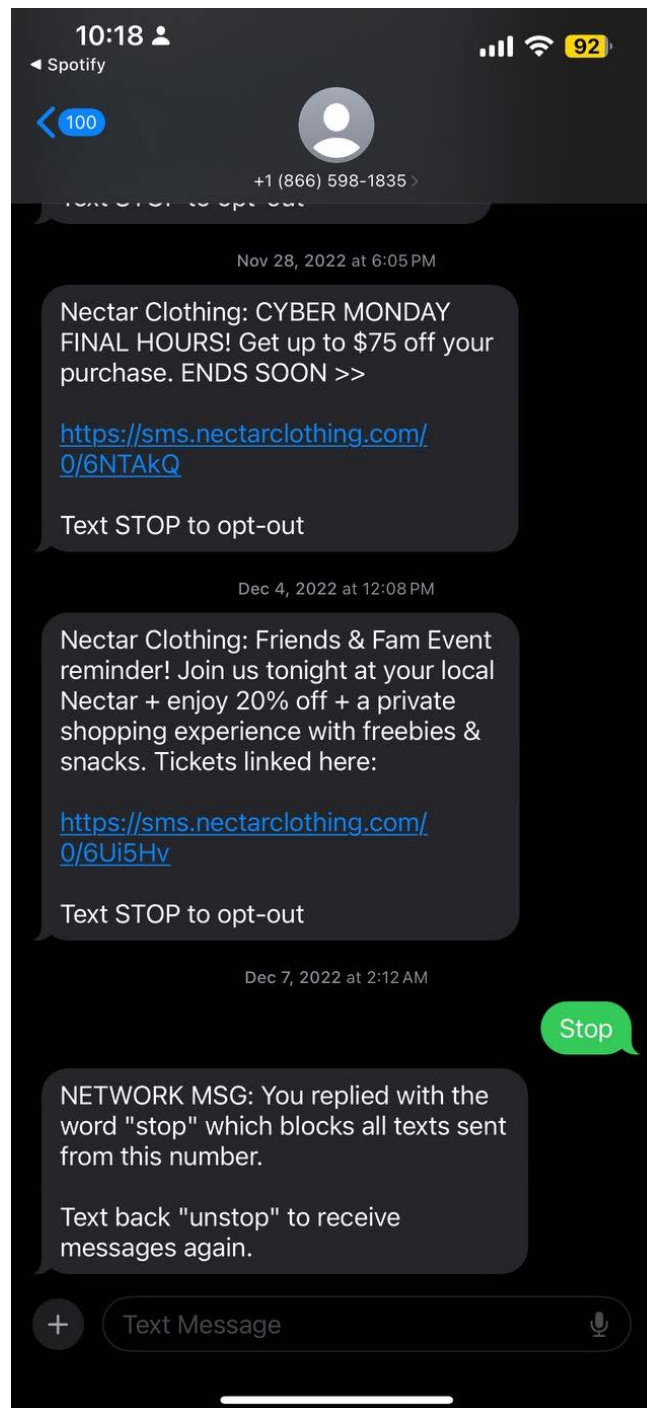 10:18
◀ Spotify
92
100
+1 (866) 598-1835 >
Text STOP to opt-out
Nov 28, 2022 at 6:05 PM
Nectar Clothing: CYBER MONDAY
FINAL HOURS! Get up to $75 off your
purchase. ENDS SOON >>
https://sms.nectarclothing.com/
0/6NTAkQ
Text STOP to opt-out
Dec 4, 2022 at 12:08 PM
Nectar Clothing: Friends & Fam Event
reminder! Join us tonight at your local
Nectar + enjoy 20% off + a private
shopping experience with freebies &
snacks. Tickets linked here:
https://sms.nectarclothing.com/
0/6Ui5Hv
Text STOP to opt-out
Dec 7, 2022 at 2:12 AM
Stop
NETWORK MSG: You replied with the
word "stop" which blocks all texts sent
from this number.
Text back "unstop" to receive
messages again.
Text Message